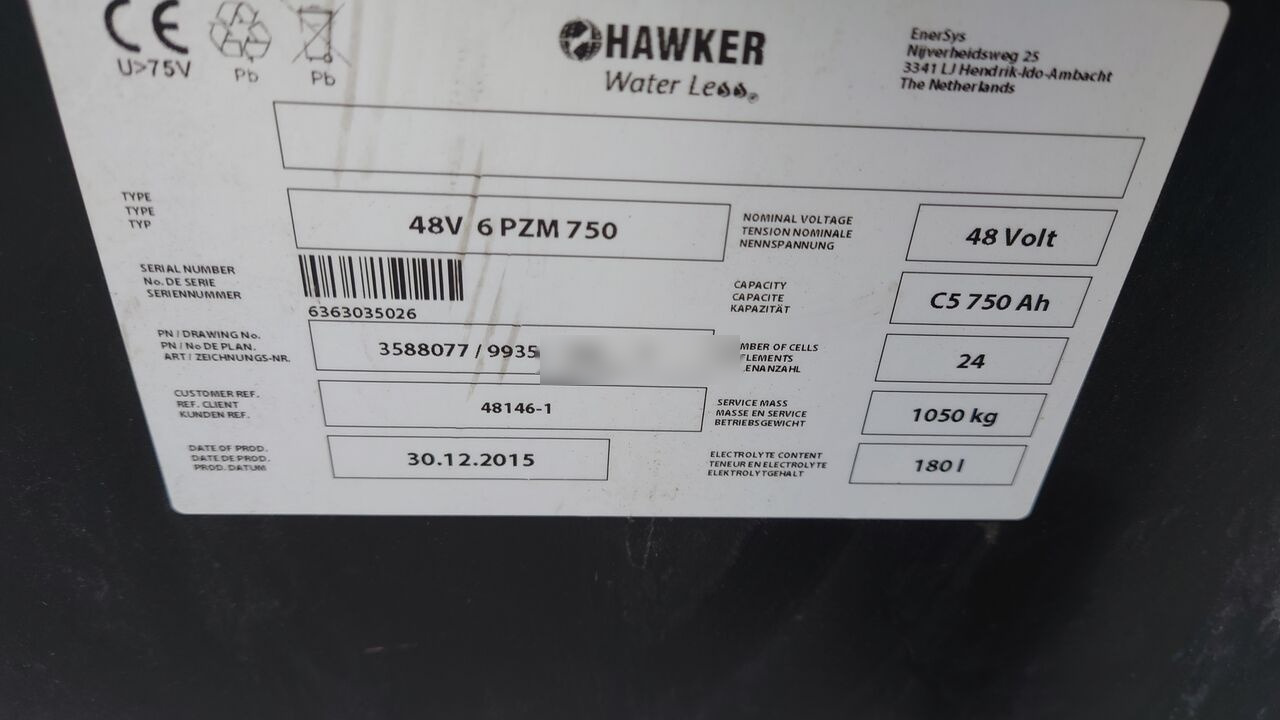 CE
U>75V
Pb
Pb
HAWKER
Water Less®
EnerSys
Nijverheidsweg 25
3341 LJ Hendrik-Ido-Ambacht
The Netherlands
TYPE
TYPE
TYP
48V 6 PZM 750
NOMINAL VOLTAGE
TENSION NOMINALE
NENNSPANNUNG
48 Volt
SERIAL NUMBER
No. DE SERIE
SERIENNUMMER
6363035026
CAPACITY
CAPACITE
KAPAZITÄT
C5 750 Ah
PN / DRAWING No.
PN / No DE PLAN.
ART / ZEICHNUNGS-NR.
3588077 / 9935
MBER OF CELLS
ELEMENTS
ENANZAHL
24
CUSTOMER REF.
REF. CLIENT
KUNDEN REF.
48146-1
SERVICE MASS
MASSE EN SERVICE
BETRIEBSGEWICHT
1050 kg
DATE OF PROD.
DATE DE PROD.
PROD. DATUM
30.12.2015
ELECTROLYTE CONTENT
TENEUR EN ELECTROLYTE
ELEKTROLYTGEHALT
180 l